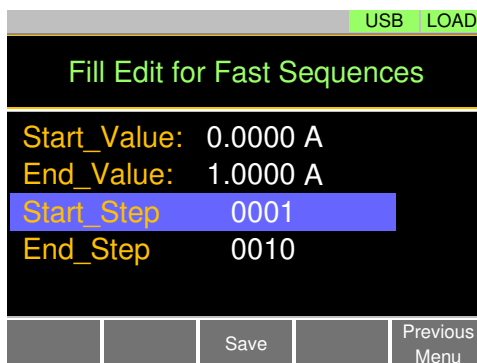 USB LOAD
Fill Edit for Fast Sequences
Start_Value: 0.0000 A
End_Value: 1.0000 A
Start_Step 0001
End_Step 0010
Save
Previous
Menu